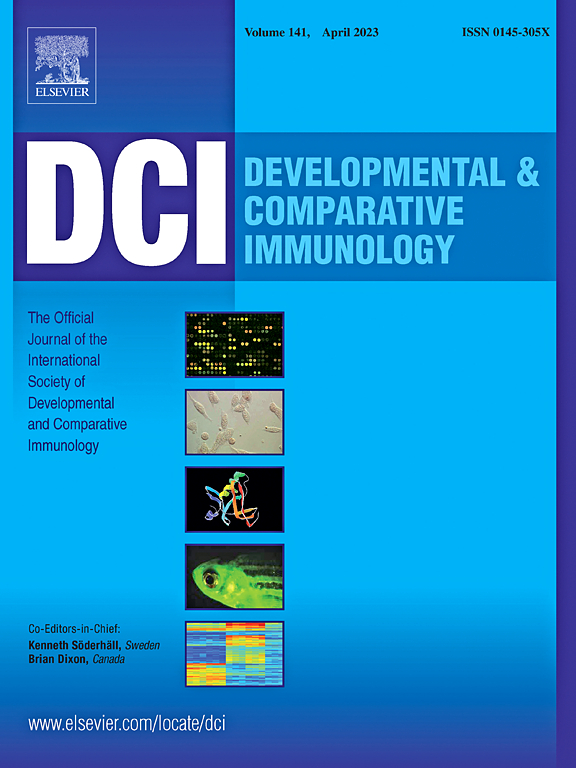 Volume 141, April 2023
ISSN 0145-305X
ELSEVIER
DCI
DEVELOPMENTAL &
COMPARATIVE
IMMUNOLOGY
The Official
Journal of the
International
Society of
Developmental
and Comparative
Immunology
Co-Editors-in-Chief:
Kenneth Söderhäll, Sweden
Brian Dixon, Canada
www.elsevier.com/locate/dci